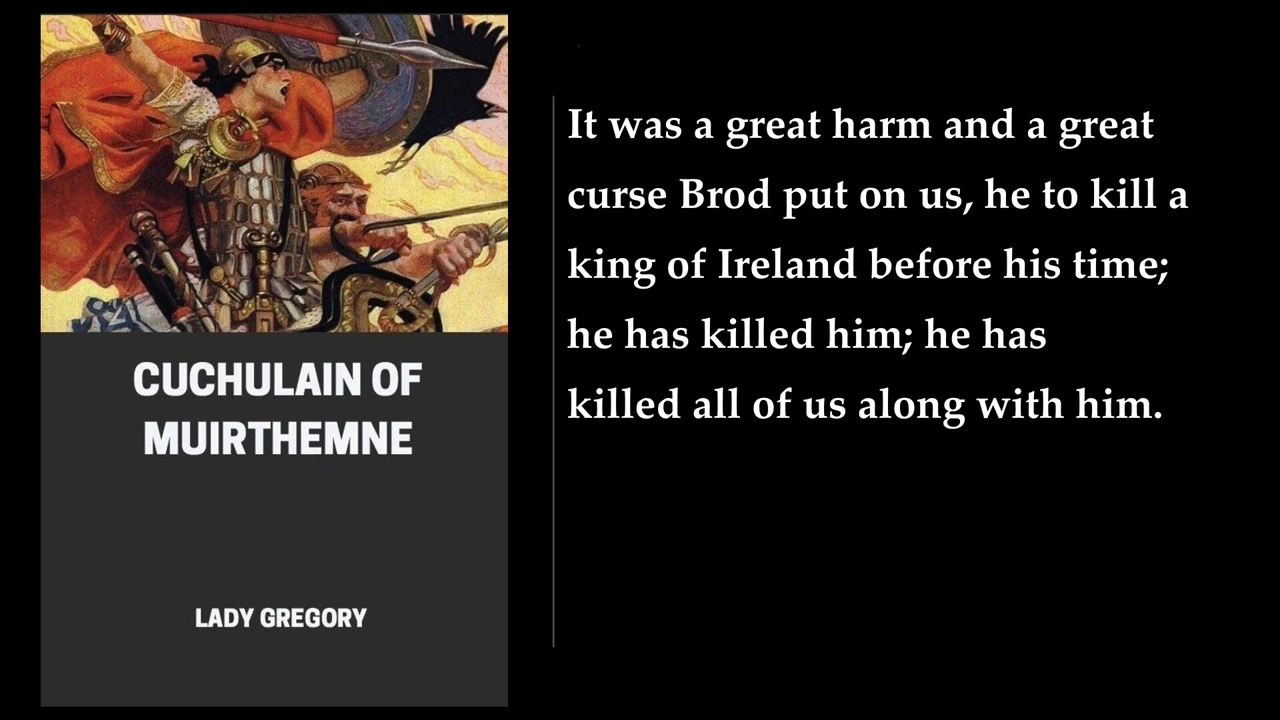 CUCHULAIN OF
MUIRTHEMNE
LADY GREGORY
It was a great harm and a great
curse Brod put on us, he to kill a
king of Ireland before his time;
he has killed him; he has
killed all of us along with him.